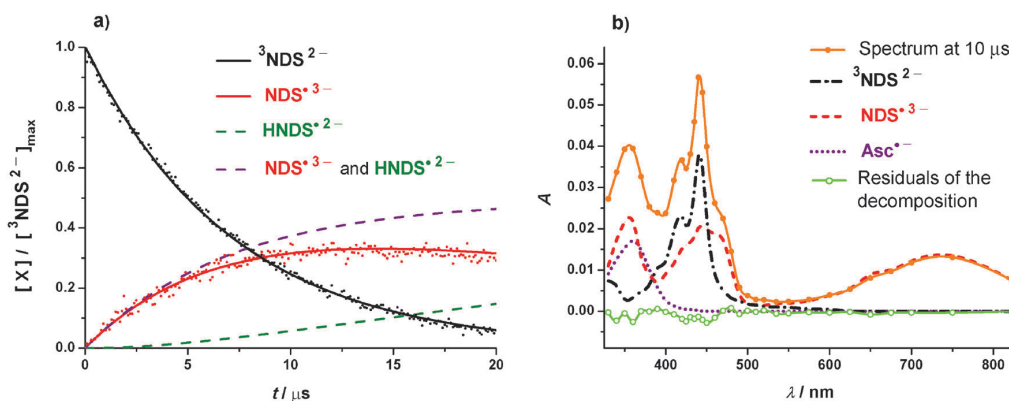 a)
[X] / [³NDS²⁻]max
1.0
0.8
0.6
0.4
0.2
0.0
³NDS²⁻
NDS•³⁻
HNDS•²⁻
NDS•³⁻ and HNDS•²⁻
0 5 10 15 20
t / μs
b)
A
0.06
0.05
0.04
0.03
0.02
0.01
0.00
Spectrum at 10 μs
³NDS²⁻
NDS•³⁻
Asc•⁻
Residuals of the
decomposition
400 500 600 700 800
λ / nm